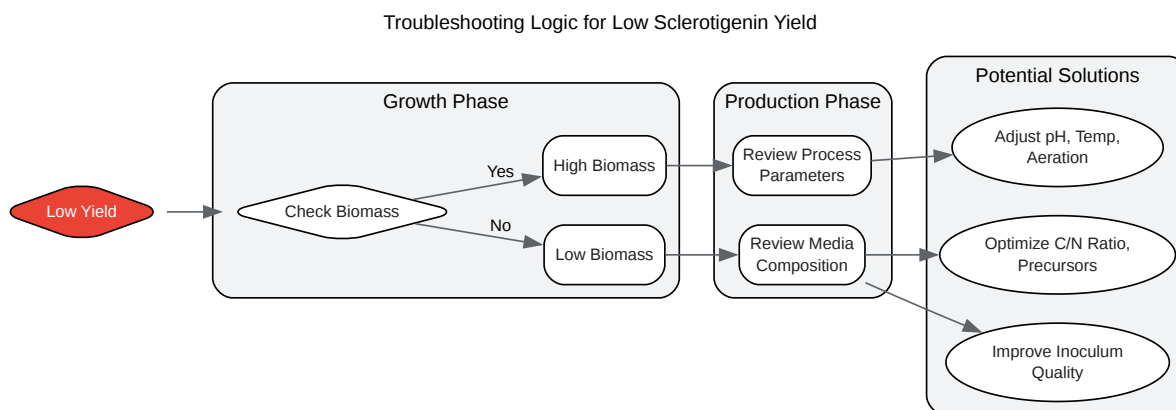 Troubleshooting Logic for Low Sclerotigenin Yield
Potential Solutions
Growth Phase
Production Phase
Low Yield
Check Biomass
Yes
No
High Biomass
Low Biomass
Review Process
Parameters
Review Media
Composition
Adjust pH, Temp,
Aeration
Optimize C/N Ratio,
Precursors
Improve Inoculum
Quality